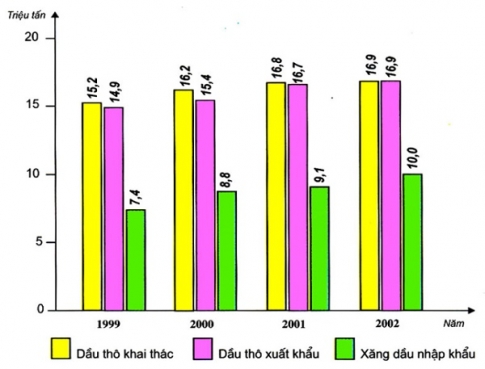 Triệu tấn
20
15
10
5
0
15,2 14,9 7,4
16,2 15,4 8,8
16,8 16,7 9,1
16,9 16,9 10,0
1999 2000 2001 2002 Năm
Dầu thô khai thác Dầu thô xuất khẩu Xăng dầu nhập khẩu